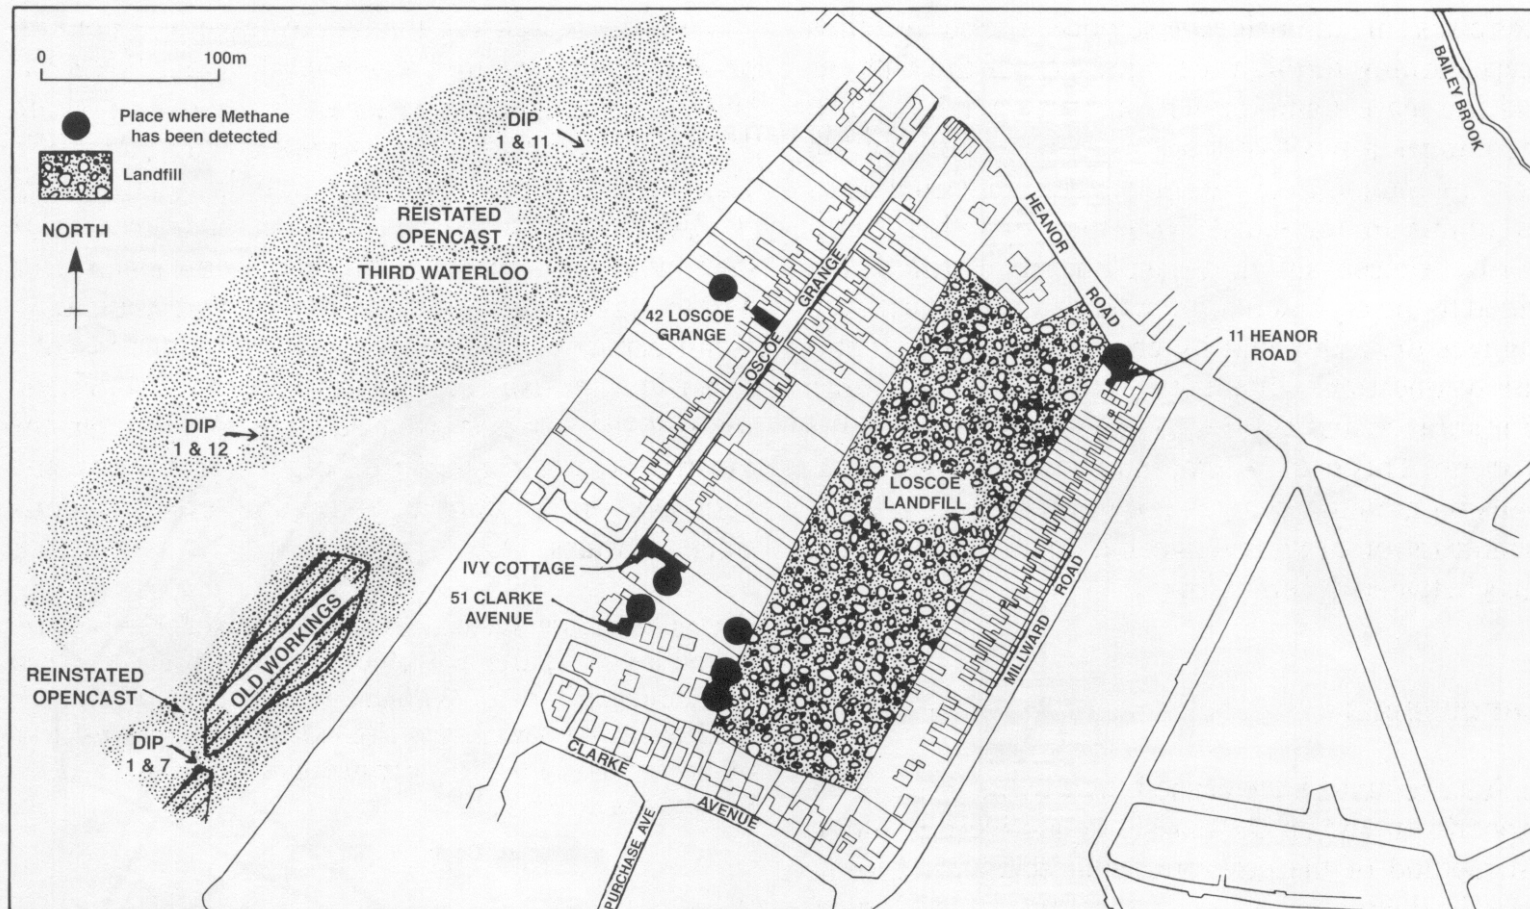 0 100m
Place where Methane
has been detected
Landfill
NORTH
DIP
1 & 11
REISTATED
OPENCAST
THIRD WATERLOO
42 LOSCOE
GRANGE
LOSCOE GRANGE
HEANOR ROAD
BAILEY BROOK
11 HEANOR
ROAD
DIP
1 & 12
LOSCOE
LANDFILL
IVY COTTAGE
51 CLARKE
AVENUE
MILLWARD ROAD
OLD WORKINGS
REINSTATED
OPENCAST
DIP
1 & 7
CLARKE AVENUE
PURCHASE AVE